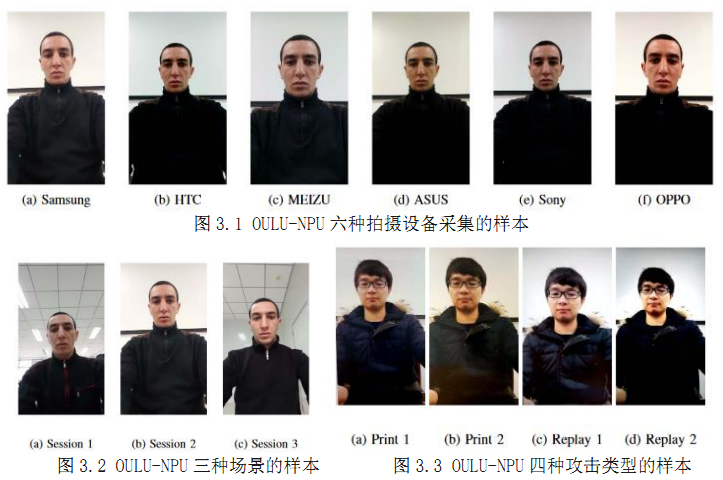 (a) Samsung (b) HTC (c) MEIZU (d) ASUS (e) Sony (f) OPPO
图 3.1 OULU-NPU 六种拍摄设备采集的样本
(a) Session 1 (b) Session 2 (c) Session 3
图 3.2 OULU-NPU 三种场景的样本
(a) Print 1 (b) Print 2 (c) Replay 1 (d) Replay 2
图 3.3 OULU-NPU 四种攻击类型的样本